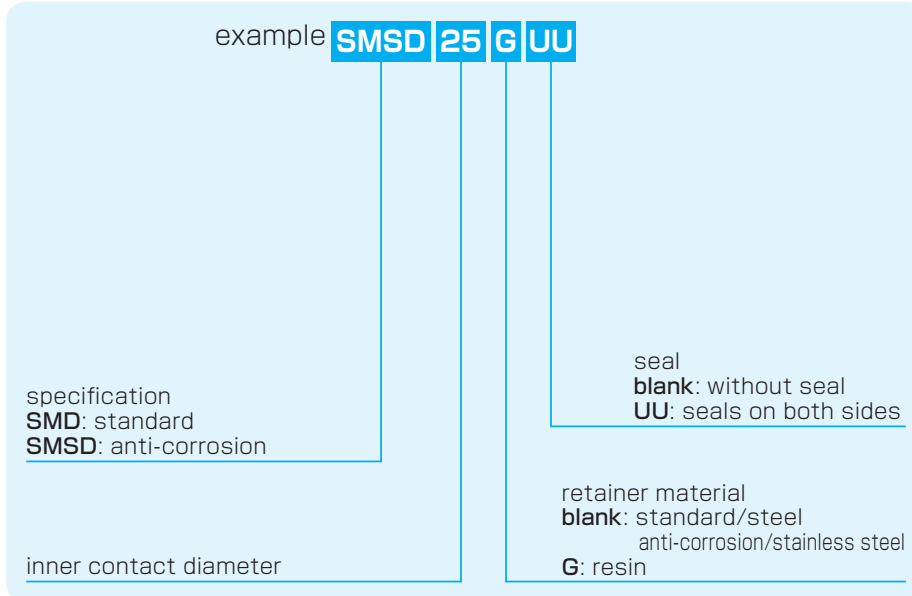 example SMSD 25 G UU
seal
blank: without seal
UU: seals on both sides
specification
SMD: standard
SMSD: anti-corrosion
retainer material
blank: standard/steel
anti-corrosion/stainless steel
G: resin
inner contact diameter